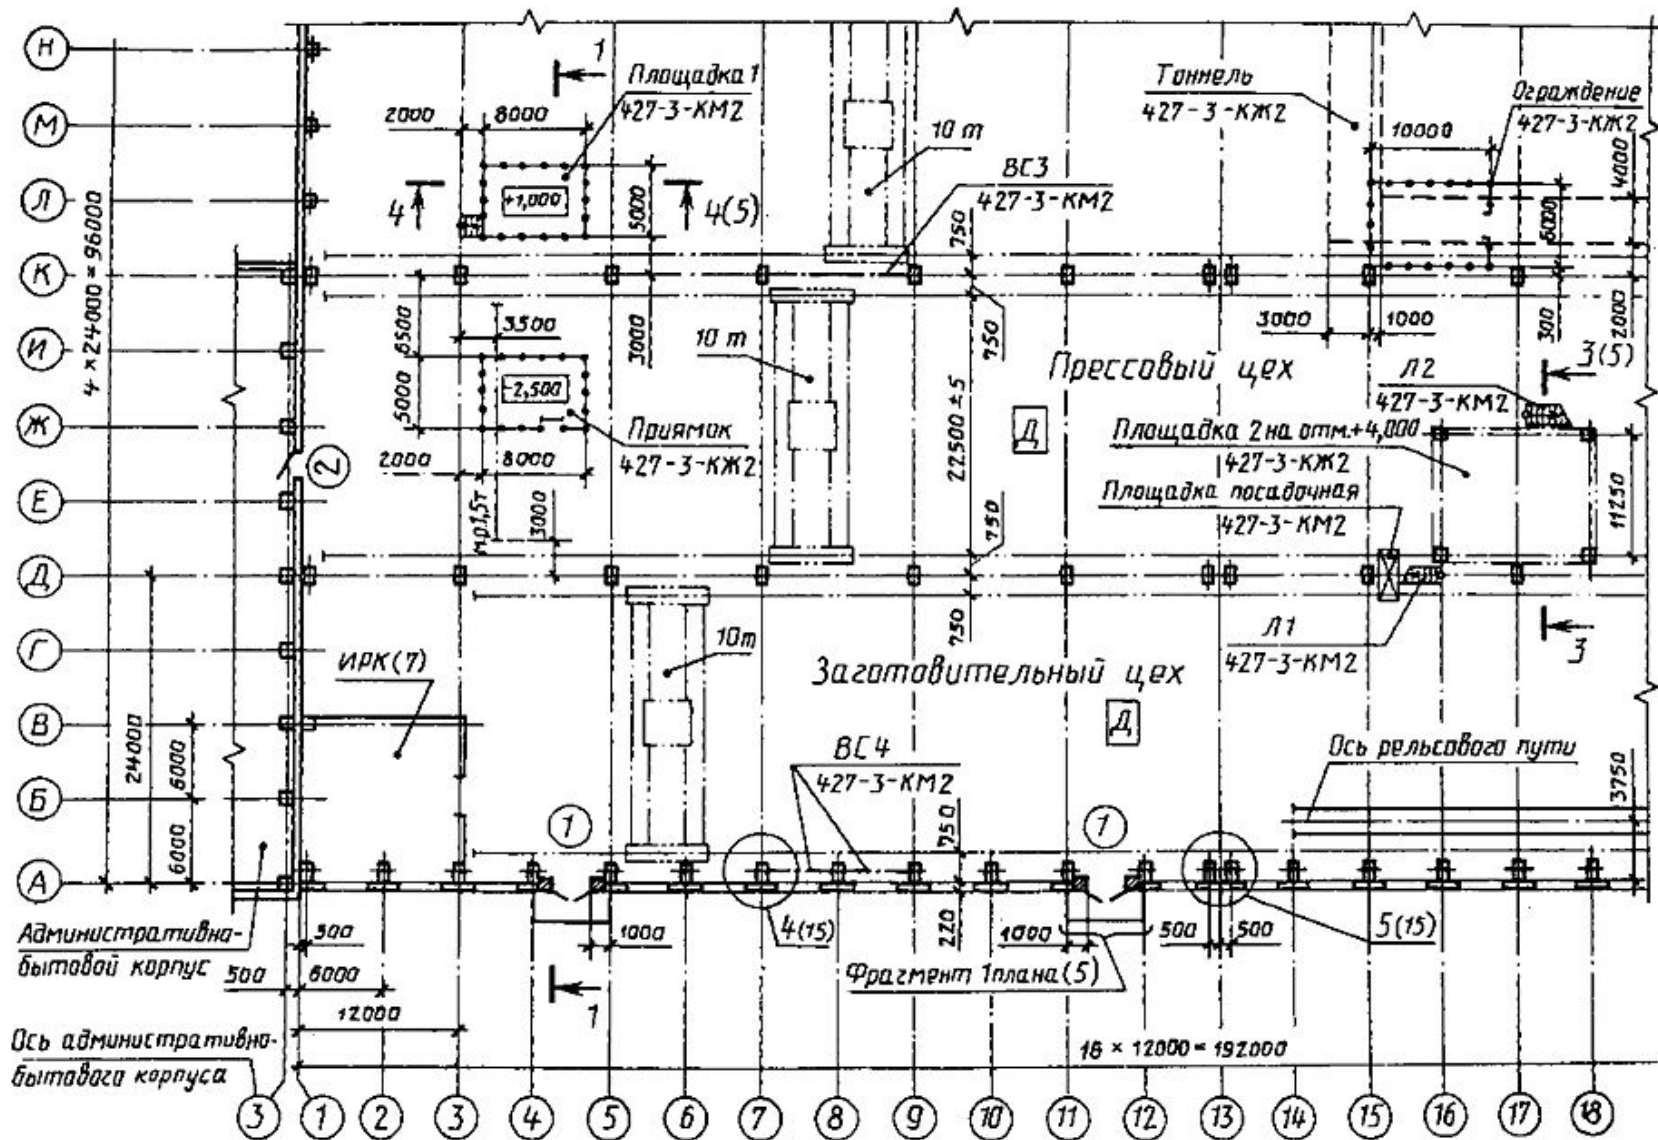 Н
М
Л
К
И
Ж
Е
Д
Г
В
Б
А
4 × 24000 = 96000
24000
6000
6000
1
Площадка 1
427-3-КМ2
2000
8000
+1,000
5000
4
4(5)
10 т
ВС3
427-3-КМ2
750
Тоннель
427-3-КЖ2
Ограждение
427-3-КЖ2
10000
4000
6000
12000
300
3000
1000
6500
3500
3000
5000
-2,500
Приямок
427-3-КЖ2
2000
8000
м.р.1,5т
3000
2
10 т
750
22500 ± 5
750
750
Прессовый цех
Д
Л2
427-3-КМ2
3(5)
Площадка 2 на отм.+4,000
427-3-КЖ2
Площадка посадочная
427-3-КМ2
11250
Л1
427-3-КМ2
3
ИРК(7)
10т
Заготовительный цех
Д
ВС4
427-3-КМ2
Ось рельсового пути
3750
1
1
750
220
Административно-
бытовой корпус
300
500
6000
12000
1000
4(15)
1000
500
500
5(15)
Фрагмент 1плана(5)
1
Ось административно-
бытового корпуса
16 × 12000 = 192000
3
1
2
3
4
5
6
7
8
9
10
11
12
13
14
15
16
17
18